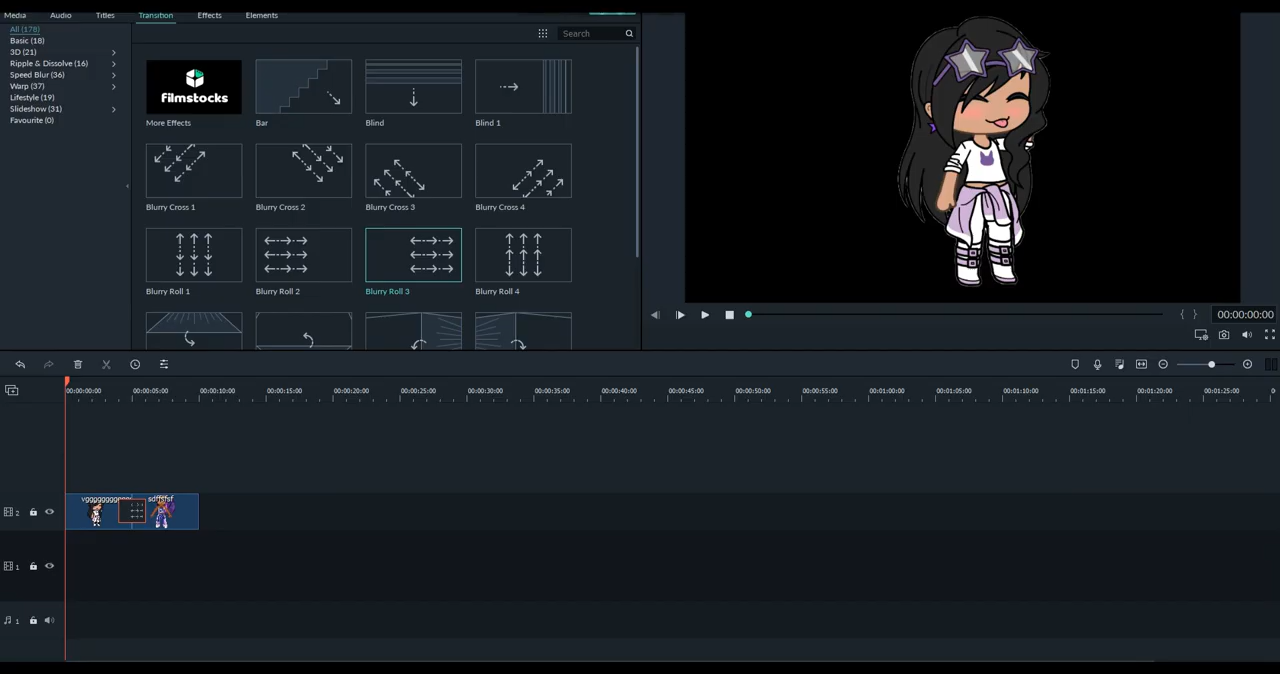 Media Audio Titles Transition Effects Elements
All (178)
Basic (18)
3D (21)
Ripple & Dissolve (16)
Speed Blur (36)
Warp (37)
Lifestyle (19)
Slideshow (31)
Favourite (0)
Search
filmstocks
More Effects Bar Blind Blind 1
Blurry Cross 1 Blurry Cross 2 Blurry Cross 3 Blurry Cross 4
Blurry Roll 1 Blurry Roll 2 Blurry Roll 3 Blurry Roll 4
{ } 00:00:00:00
00:00:00:00 00:00:05:00 00:00:10:00 00:00:15:00 00:00:20:00 00:00:25:00 00:00:30:00 00:00:35:00 00:00:40:00 00:00:45:00 00:00:50:00 00:00:55:00 00:01:00:00 00:01:05:00 00:01:10:00 00:01:15:00 00:01:20:00 00:01:25:00 0
2
1
1